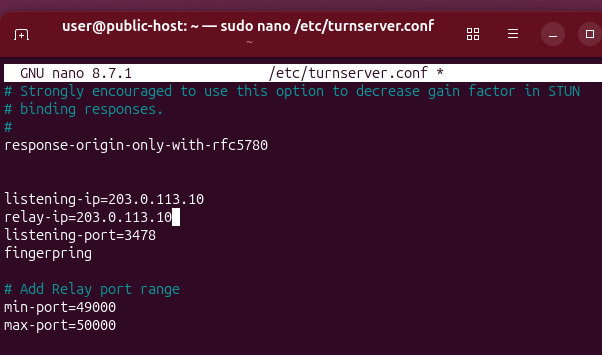 user@public-host: ~ — sudo nano /etc/turnserver.conf
~
GNU nano 8.7.1 /etc/turnserver.conf *
# Strongly encouraged to use this option to decrease gain factor in STUN
# binding responses.
#
response-origin-only-with-rfc5780
listening-ip=203.0.113.10
relay-ip=203.0.113.10
listening-port=3478
fingerpring
# Add Relay port range
min-port=49000
max-port=50000